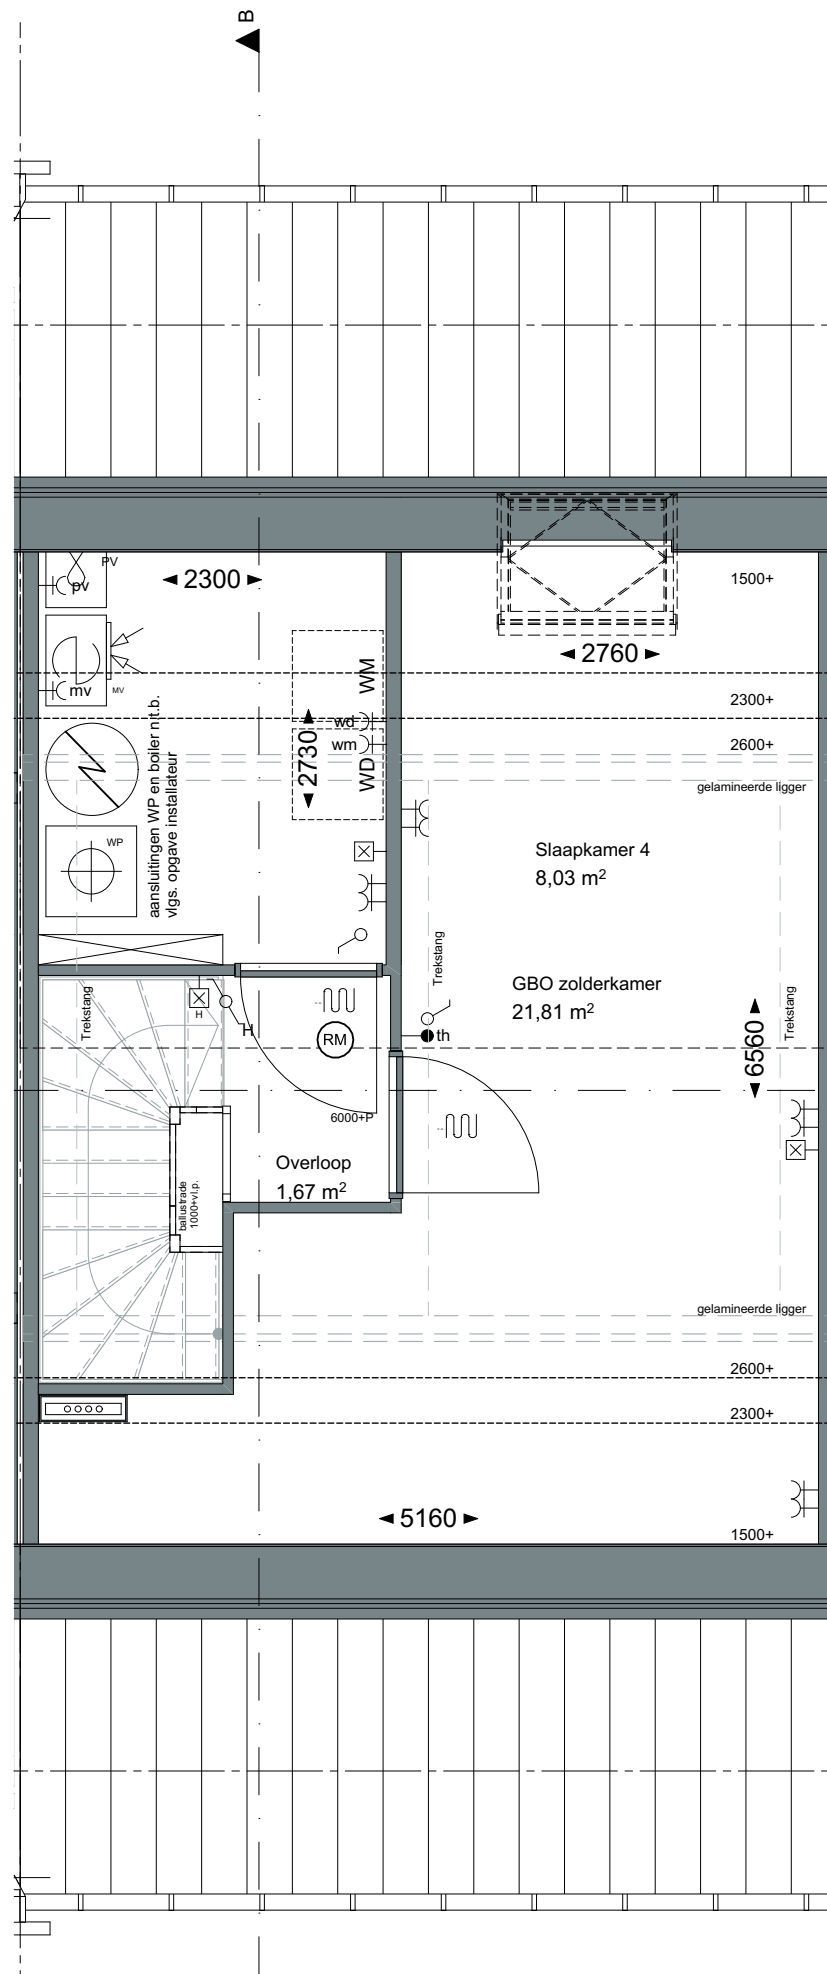 B
PV
pv
2300
1500+
2760
mv
MV
WM
2300+
wd
wm
2600+
2730
WD
gelamineerde ligger
aansluitingen WP en boiler n.t.b.
vlgs. opgave installateur
WP
Slaapkamer 4
8,03 m²
Trekstang
Trekstang
GBO zolderkamer
21,81 m²
Trekstang
H
H
RM
th
6560
6000+P
Overloop
1,67 m²
ballustrade
1000+v.l.p.
gelamineerde ligger
2600+
2300+
5160
1500+